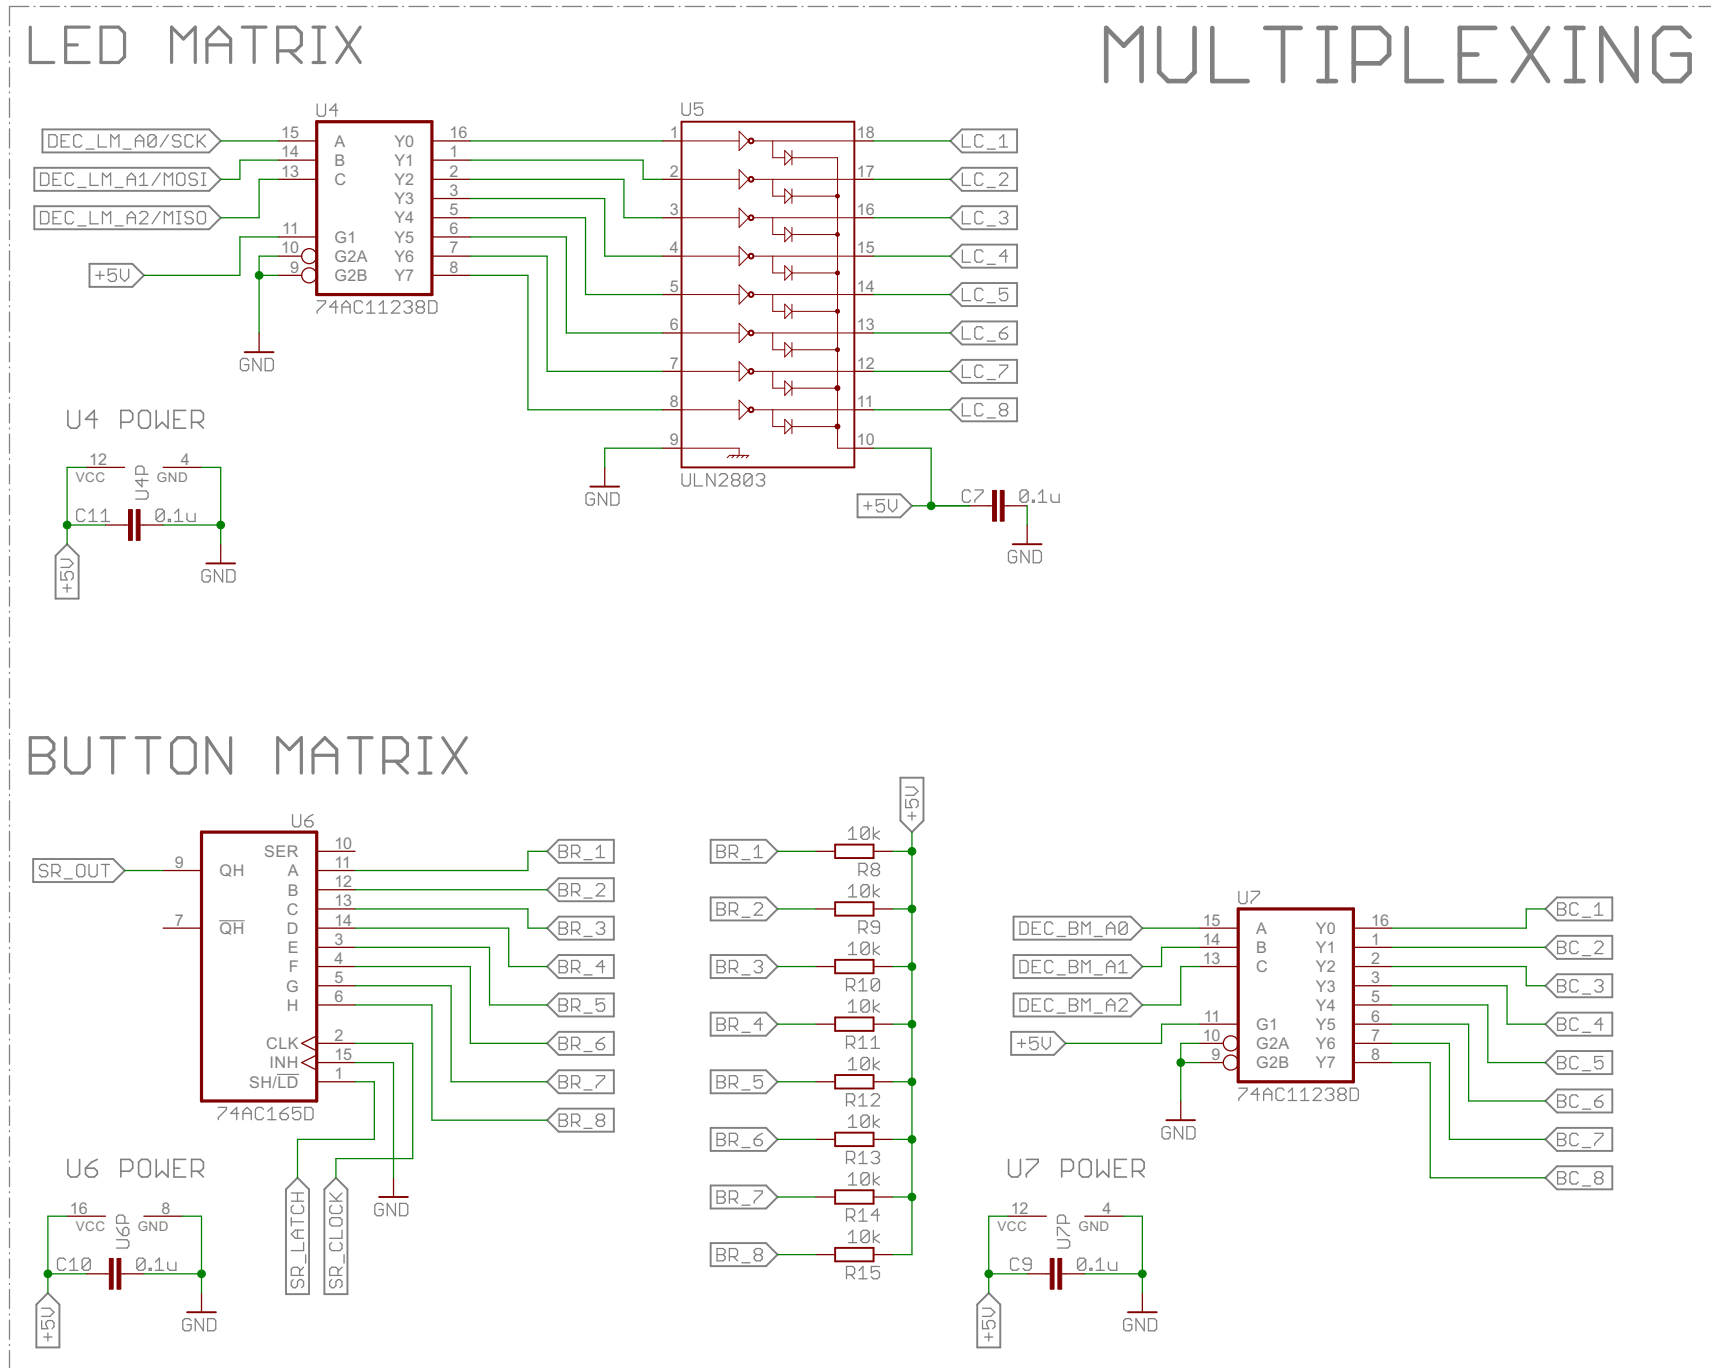 LED MATRIX
MULTIPLEXING
U4
DEC_LM_A0/SCK
DEC_LM_A1/MOSI
DEC_LM_A2/MISO
+5V
15 A Y0 16
14 B Y1 1
13 C Y2 2
Y3 3
Y4 5
11 G1 Y5 6
10 G2A Y6 7
9 G2B Y7 8
74AC11238D
GND
U5
1 18 LC_1
2 17 LC_2
3 16 LC_3
4 15 LC_4
5 14 LC_5
6 13 LC_6
7 12 LC_7
8 11 LC_8
9 10
ULN2803
GND
+5V
C7 0.1u
GND
U4 POWER
12 4
VCC U4P GND
C11 0.1u
+5V
GND
BUTTON MATRIX
U6
SR_OUT
9 QH
7 QH
SER 10
A 11
B 12
C 13
D 14
E 3
F 4
G 5
H 6
CLK 2
INH 15
SH/LD 1
74AC165D
BR_1
BR_2
BR_3
BR_4
BR_5
BR_6
BR_7
BR_8
SR_LATCH
SR_CLOCK
GND
U6 POWER
16 8
VCC U6P GND
C10 0.1u
+5V
GND
+5V
BR_1 10k R8
BR_2 10k R9
BR_3 10k R10
BR_4 10k R11
BR_5 10k R12
BR_6 10k R13
BR_7 10k R14
BR_8 10k R15
U7
DEC_BM_A0
DEC_BM_A1
DEC_BM_A2
+5V
15 A Y0 16
14 B Y1 1
13 C Y2 2
Y3 3
Y4 5
11 G1 Y5 6
10 G2A Y6 7
9 G2B Y7 8
74AC11238D
GND
BC_1
BC_2
BC_3
BC_4
BC_5
BC_6
BC_7
BC_8
U7 POWER
12 4
VCC U7P GND
C9 0.1u
+5V
GND